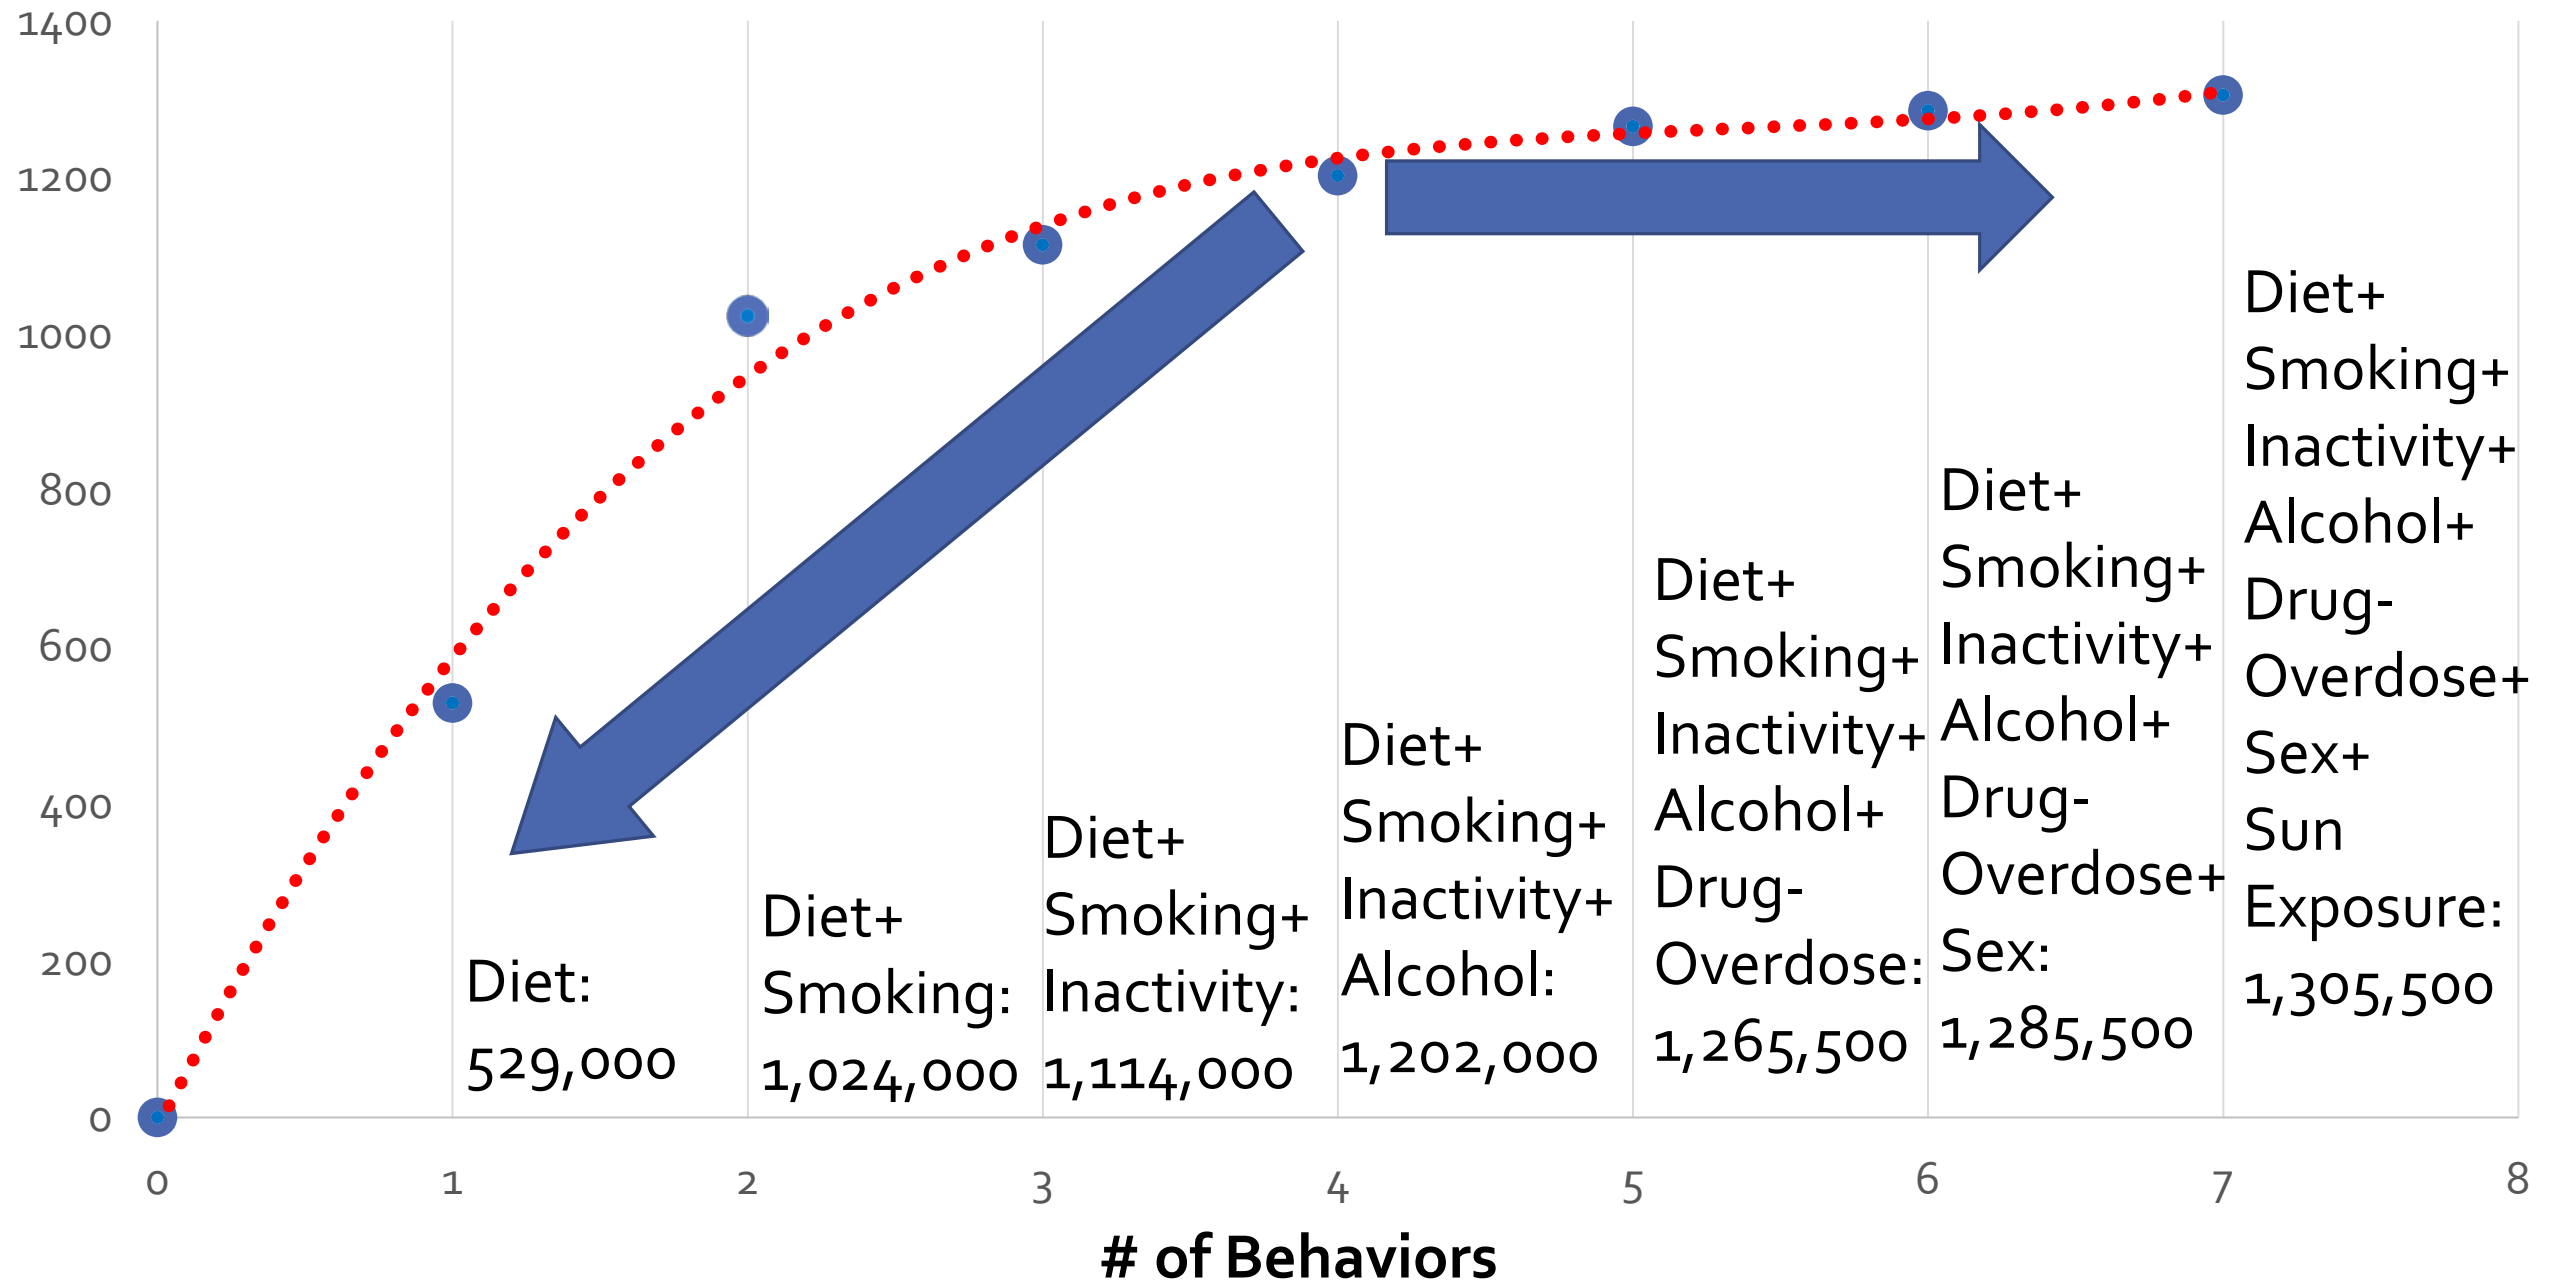 1400
1200
1000
800
600
400
200
0
Diet:
529,000
Diet+
Smoking:
1,024,000
Diet+
Smoking+
Inactivity:
1,114,000
Diet+
Smoking+
Inactivity+
Alcohol:
1,202,000
Diet+
Smoking+
Inactivity+
Alcohol+
Drug-
Overdose:
1,265,500
Diet+
Smoking+
Inactivity+
Alcohol+
Drug-
Overdose+
Sex:
1,285,500
Diet+
Smoking+
Inactivity+
Alcohol+
Drug-
Overdose+
Sex+
Sun
Exposure:
1,305,500
0 1 2 3 4 5 6 7 8
# of Behaviors